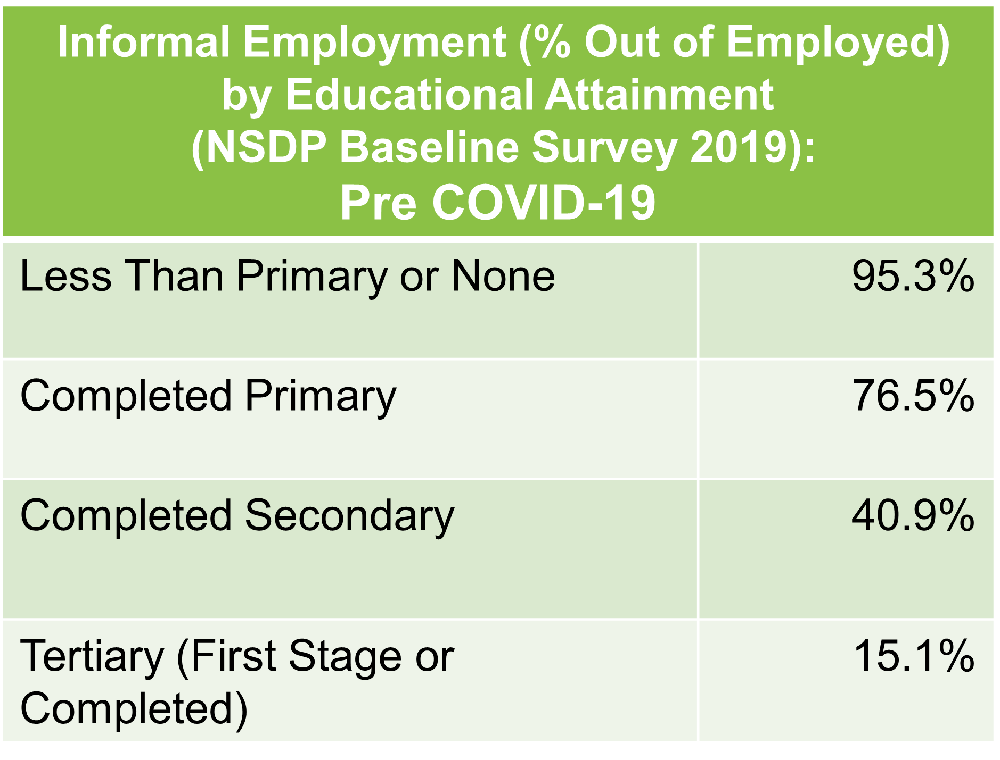 Informal Employment (% Out of Employed)
by Educational Attainment
(NSDP Baseline Survey 2019):
Pre COVID-19
Less Than Primary or None 95.3%
Completed Primary 76.5%
Completed Secondary 40.9%
Tertiary (First Stage or 15.1%
Completed)